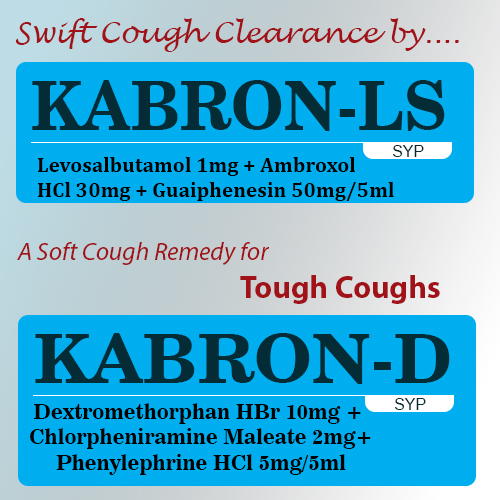 Swift Cough Clearance by....
KABRON-LS
SYP
Levosalbutamol 1mg + Ambroxol
HCl 30mg + Guaiphenesin 50mg/5ml
A Soft Cough Remedy for
Tough Coughs
KABRON-D
SYP
Dextromethorphan HBr 10mg +
Chlorpheniramine Maleate 2mg+
Phenylephrine HCl 5mg/5ml